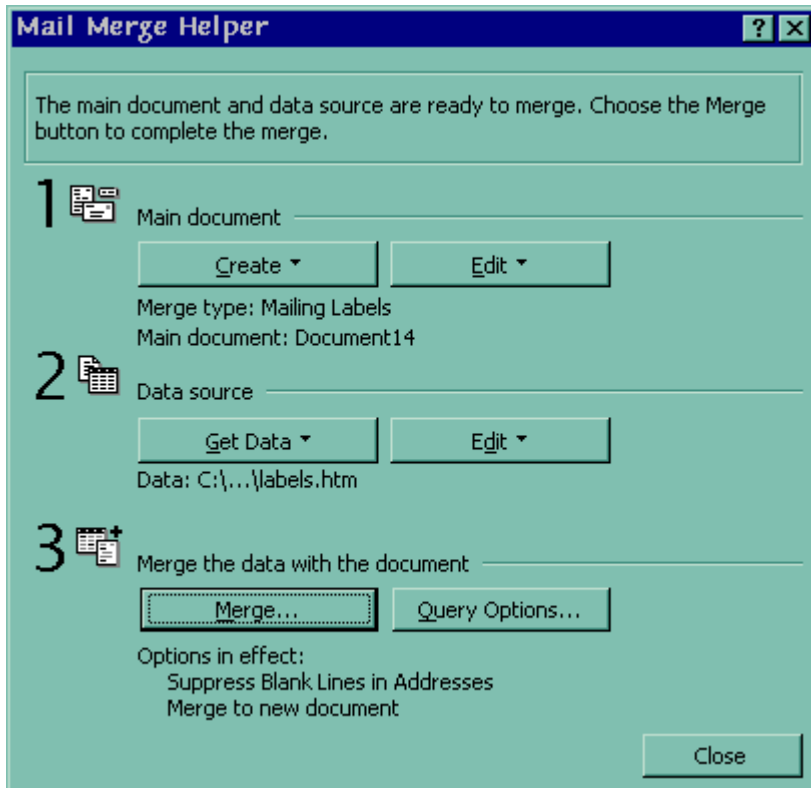 Mail Merge Helper
The main document and data source are ready to merge. Choose the Merge
button to complete the merge.
1 Main document
Create Edit
Merge type: Mailing Labels
Main document: Document14
2 Data source
Get Data Edit
Data: C:\...\labels.htm
3 Merge the data with the document
Merge... Query Options...
Options in effect:
Suppress Blank Lines in Addresses
Merge to new document
Close